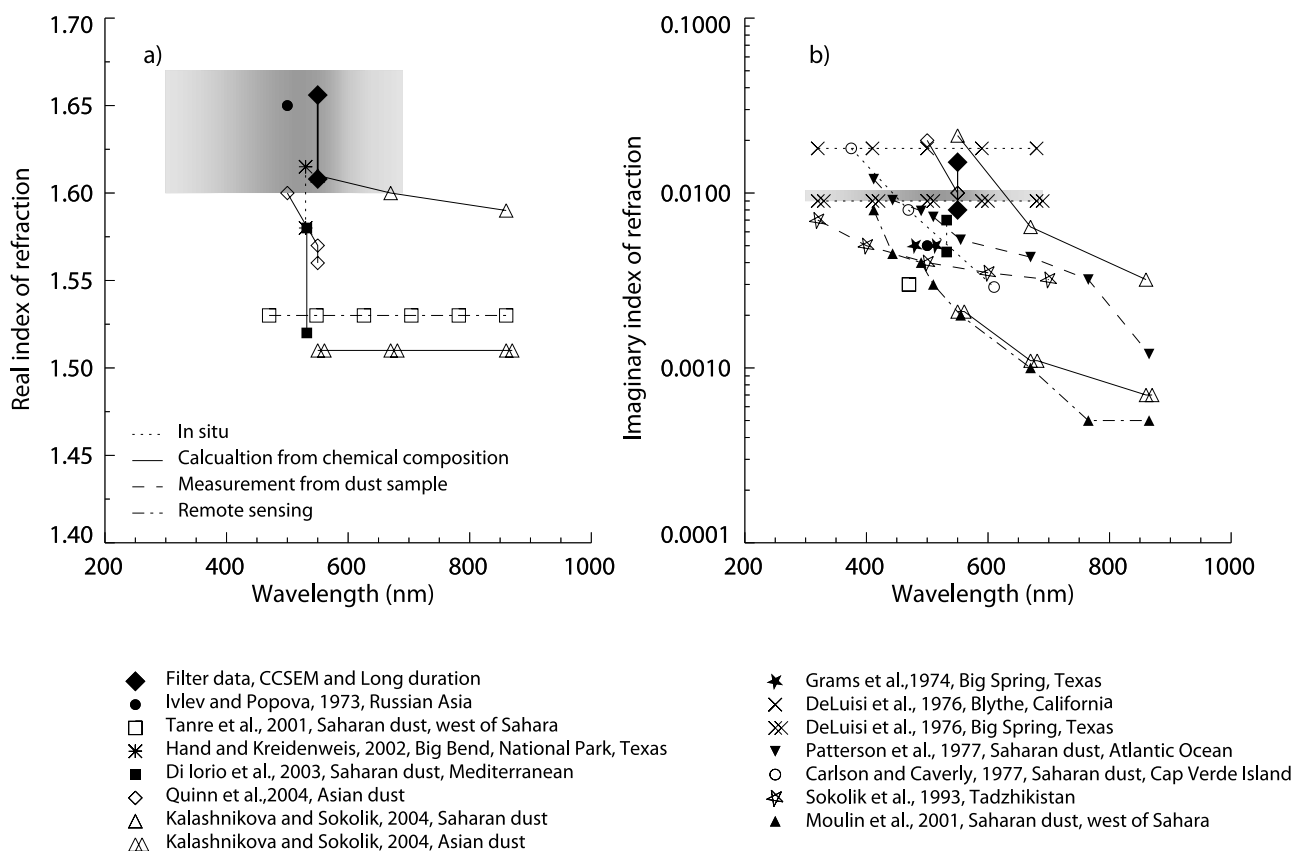 a)
1.70
1.65
1.60
1.55
1.50
1.45
1.40
Real index of refraction
200
400
600
800
1000
Wavelength (nm)
In situ
Calcualtion from chemical composition
Measurement from dust sample
Remote sensing
b)
0.1000
0.0100
0.0010
0.0001
Imaginary index of refraction
200
400
600
800
1000
Wavelength (nm)
Filter data, CCSEM and Long duration
Ivlev and Popova, 1973, Russian Asia
Tanre et al., 2001, Saharan dust, west of Sahara
Hand and Kreidenweis, 2002, Big Bend, National Park, Texas
Di Iorio et al., 2003, Saharan dust, Mediterranean
Quinn et al.,2004, Asian dust
Kalashnikova and Sokolik, 2004, Saharan dust
Kalashnikova and Sokolik, 2004, Asian dust
Grams et al.,1974, Big Spring, Texas
DeLuisi et al., 1976, Blythe, California
DeLuisi et al., 1976, Big Spring, Texas
Patterson et al., 1977, Saharan dust, Atlantic Ocean
Carlson and Caverly, 1977, Saharan dust, Cap Verde Island
Sokolik et al., 1993, Tadzhikistan
Moulin et al., 2001, Saharan dust, west of Sahara